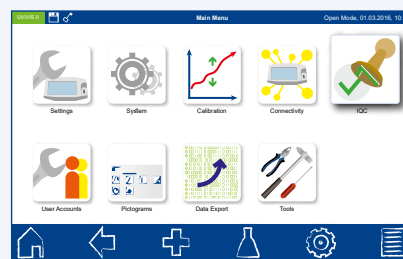 UV/VIS II Main Menu Open Mode, 01.03.2016, 10
Settings System Calibration Connectivity IQC
User Accounts Pictograms Data Export Tools